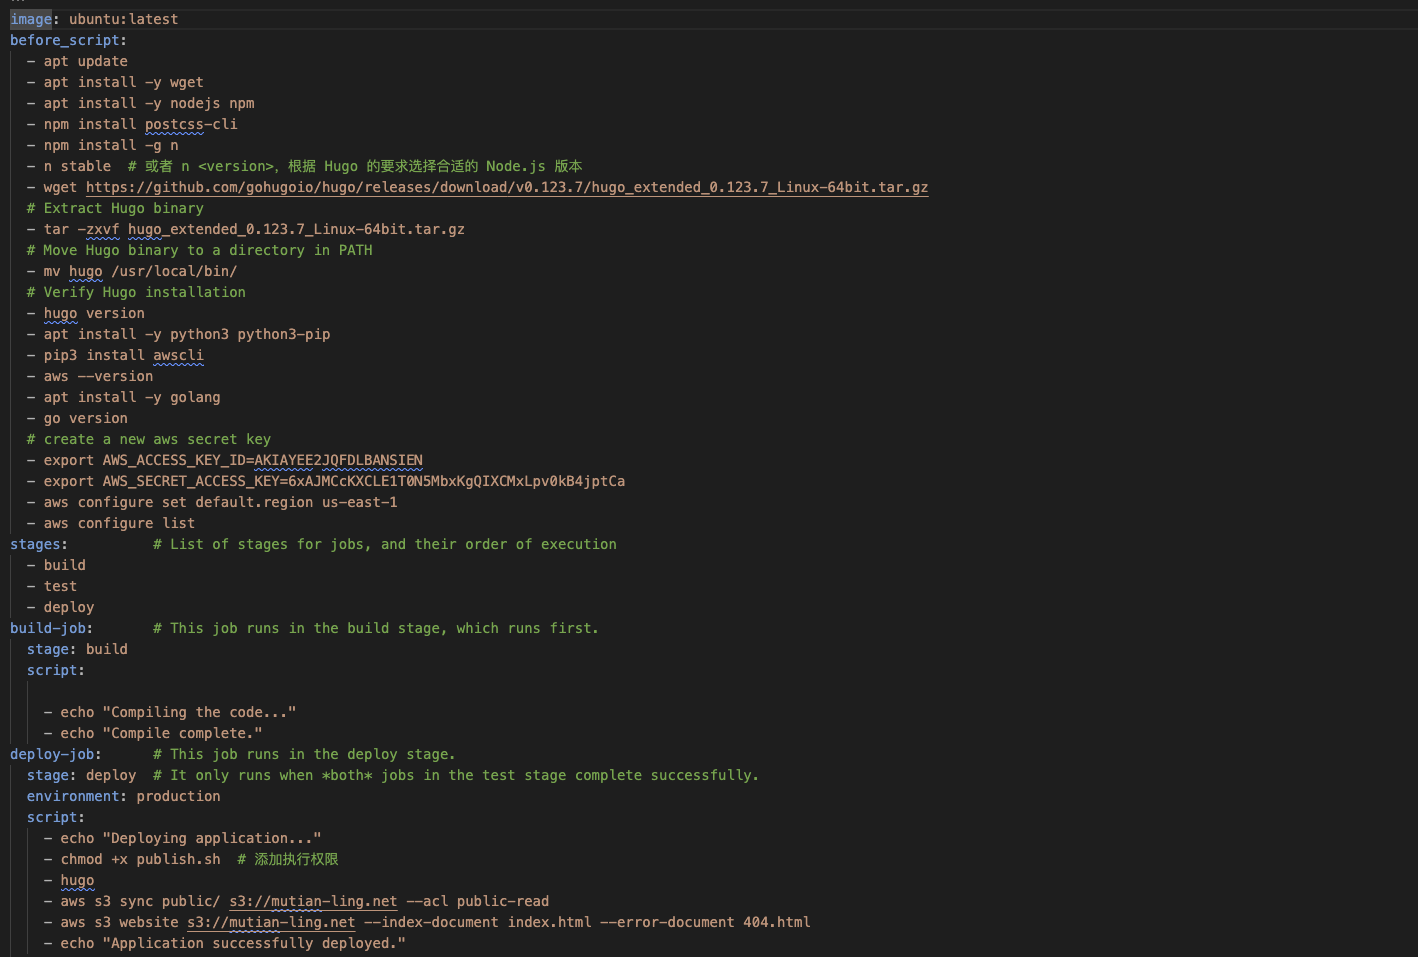 image: ubuntu:latest
before_script:
  - apt update
  - apt install -y wget
  - apt install -y nodejs npm
  - npm install postcss-cli
  - npm install -g n
  - n stable  # 或者 n <version>，根据 Hugo 的要求选择合适的 Node.js 版本
  - wget https://github.com/gohugoio/hugo/releases/download/v0.123.7/hugo_extended_0.123.7_Linux-64bit.tar.gz
  # Extract Hugo binary
  - tar -zxvf hugo_extended_0.123.7_Linux-64bit.tar.gz
  # Move Hugo binary to a directory in PATH
  - mv hugo /usr/local/bin/
  # Verify Hugo installation
  - hugo version
  - apt install -y python3 python3-pip
  - pip3 install awscli
  - aws --version
  - apt install -y golang
  - go version
  # create a new aws secret key
  - export AWS_ACCESS_KEY_ID=AKIAYEE2JQFDLBANSIEN
  - export AWS_SECRET_ACCESS_KEY=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
  - aws configure set default.region us-east-1
  - aws configure list
stages:          # List of stages for jobs, and their order of execution
  - build
  - test
  - deploy
build-job:       # This job runs in the build stage, which runs first.
  stage: build
  script:
    - echo "Compiling the code..."
    - echo "Compile complete."
deploy-job:      # This job runs in the deploy stage.
  stage: deploy  # It only runs when *both* jobs in the test stage complete successfully.
  environment: production
  script:
    - echo "Deploying application..."
    - chmod +x publish.sh  # 添加执行权限
    - hugo
    - aws s3 sync public/ s3://mutian-ling.net --acl public-read
    - aws s3 website s3://mutian-ling.net --index-document index.html --error-document 404.html
    - echo "Application successfully deployed."